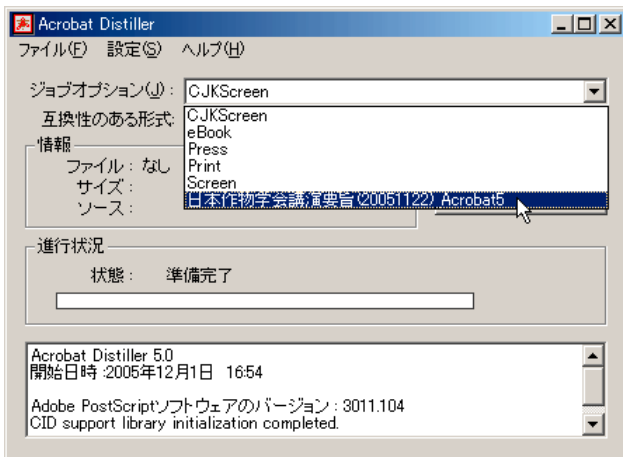 Acrobat Distiller
ファイル(F) 設定(S) ヘルプ(H)
ジョブオプション(J): CJKScreen
互換性のある形式:
CJKScreen
eBook
Press
Print
Screen
日本作物学会講演要旨(20051122) Acrobat5
情報
ファイル: なし
サイズ:
ソース:
進行状況
状態: 準備完了
Acrobat Distiller 5.0
開始日時:2005年12月1日 16:54
Adobe PostScriptソフトウェアのバージョン: 3011.104
CID support library initialization completed.